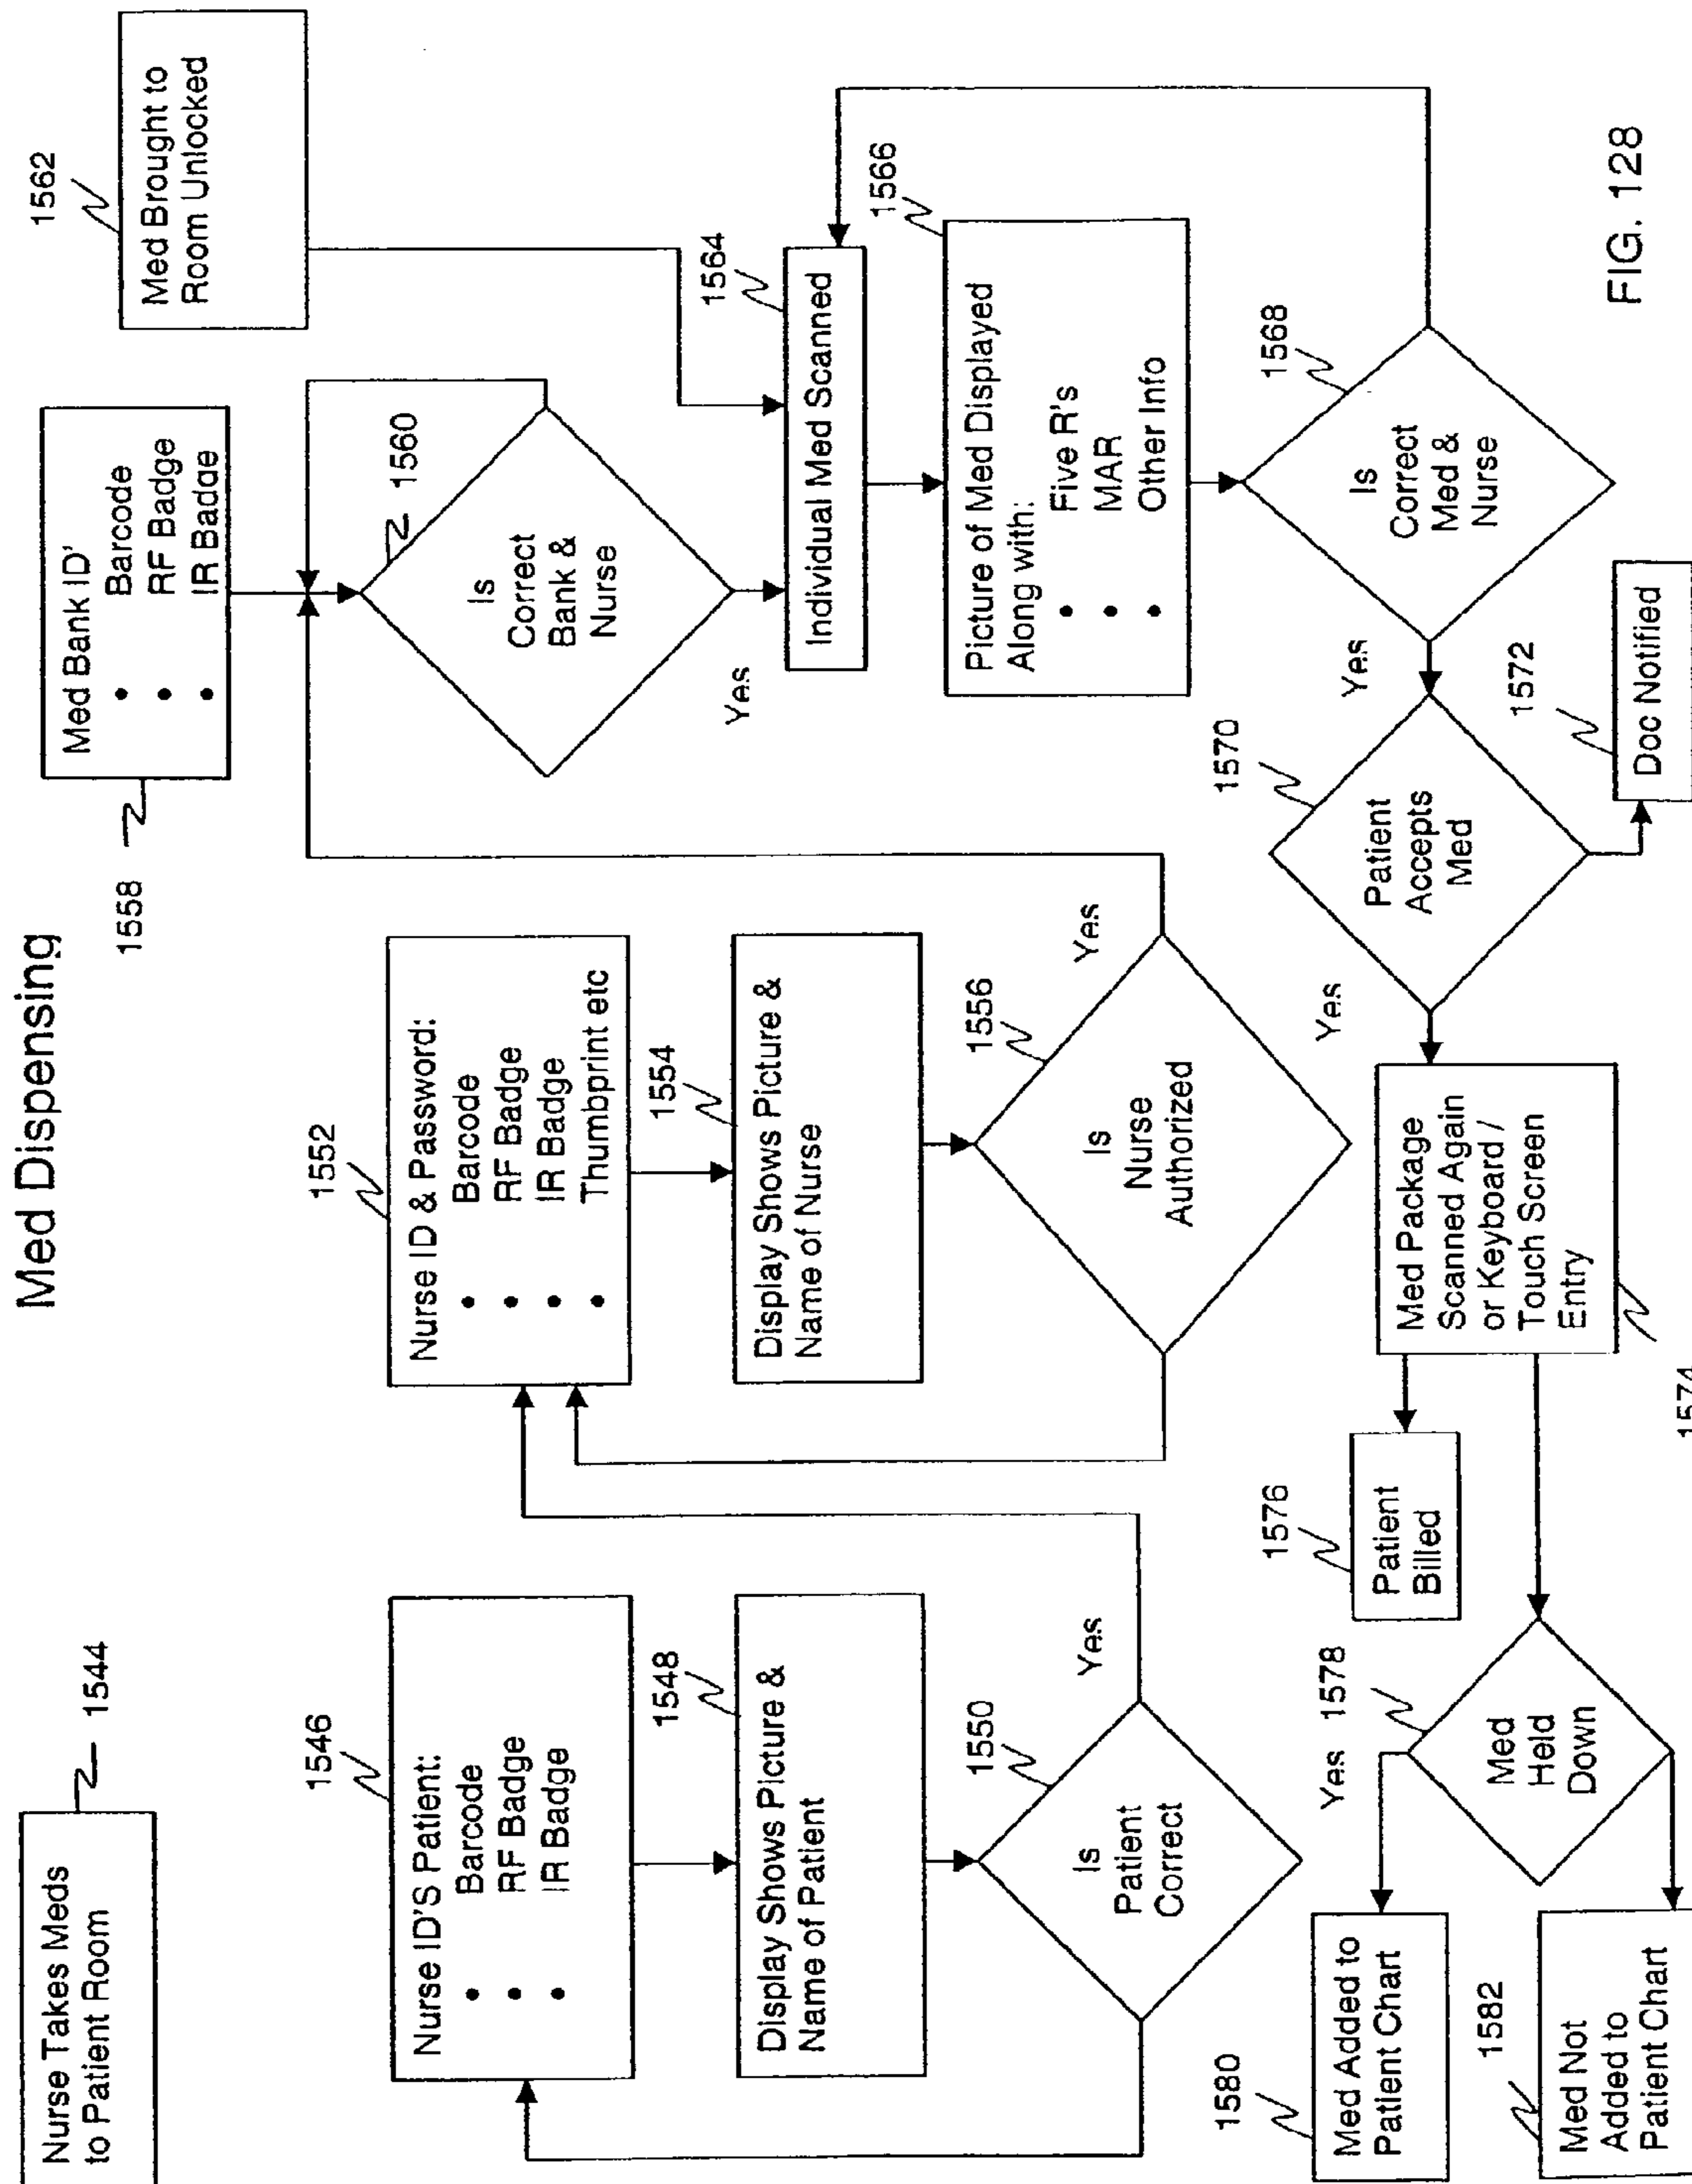 Med Dispensing
Nurse Takes Meds
to Patient Room
1544
1546
Nurse ID'S Patient:
• Barcode
• RF Badge
• IR Badge
1548
Display Shows Picture &
Name of Patient
1550
Is
Patient
Correct
Yes
1552
Nurse ID & Password:
• Barcode
• RF Badge
• IR Badge
• Thumbprint etc
1554
Display Shows Picture &
Name of Nurse
1556
Is
Nurse
Authorized
Yes
1558
Med Bank ID'
• Barcode
• RF Badge
• IR Badge
1560
Is
Correct
Bank &
Nurse
Yes
1562
Med Brought to
Room Unlocked
1564
Individual Med Scanned
1566
Picture of Med Displayed
Along with:
• Five R's
• MAR
• Other Info
1568
Is
Correct
Med &
Nurse
Yes
1570
Patient
Accepts
Med
Yes
1572
Doc Notified
Med Package
Scanned Again
or Keyboard /
Touch Screen
Entry
1574
1576
Patient
Billed
1578
Med
Held
Down
Yes
1580
Med Added to
Patient Chart
1582
Med Not
Added to
Patient Chart
FIG. 128